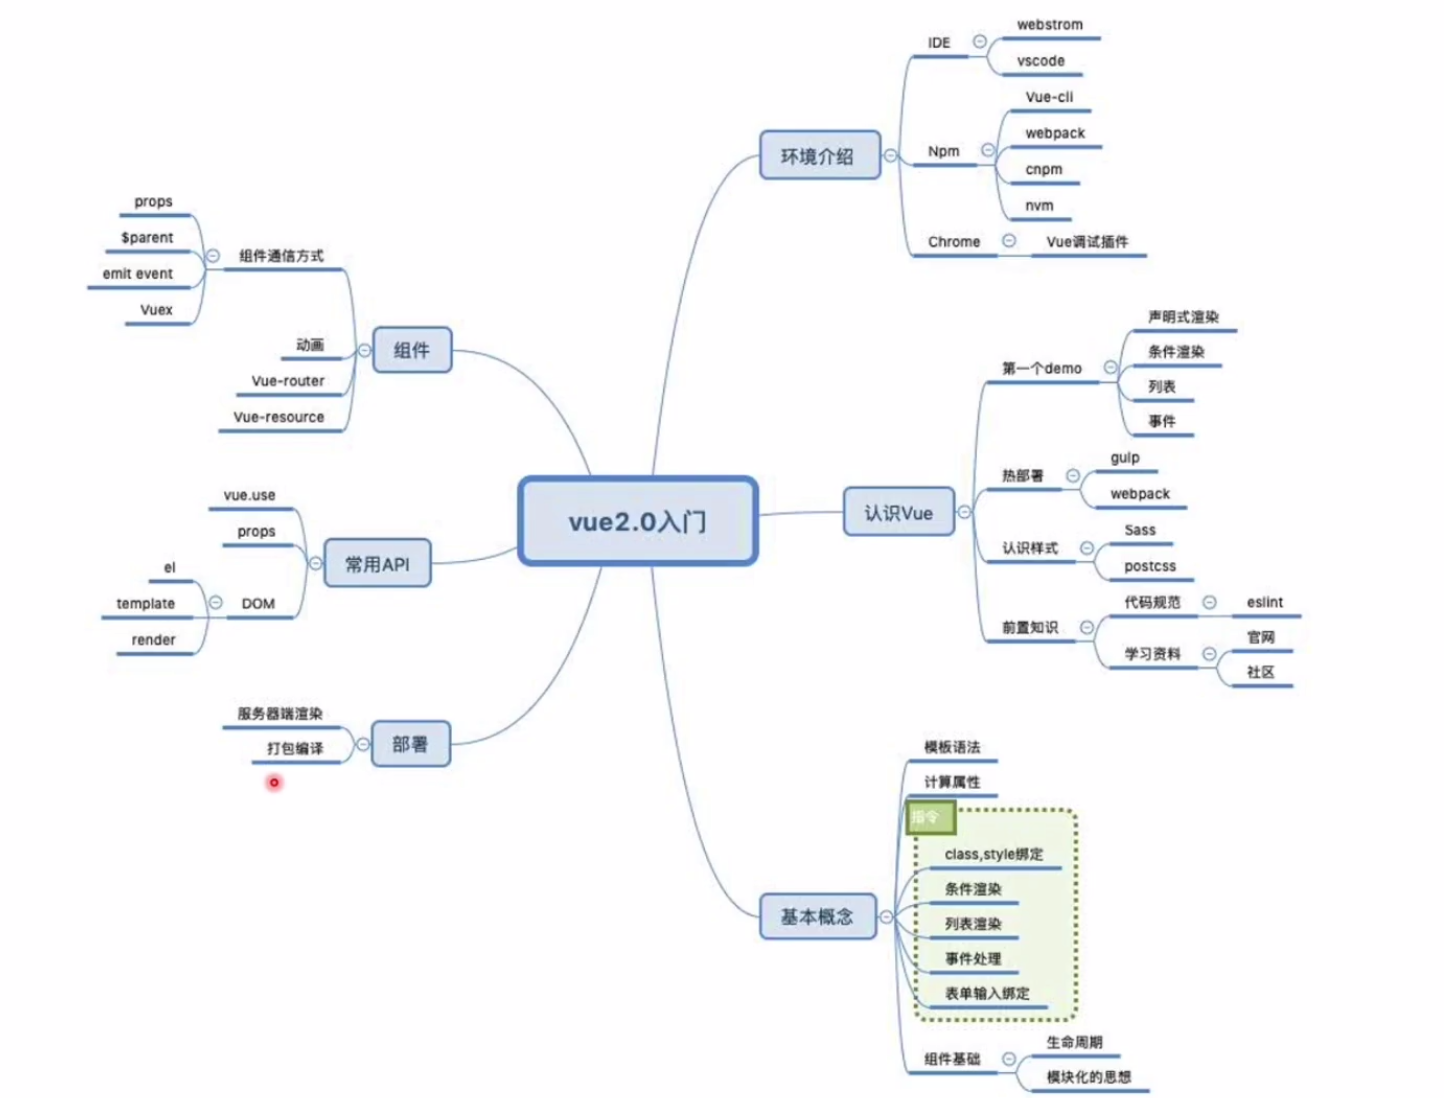 vue2.0入门
环境介绍
IDE
webstrom
vscode
Npm
Vue-cli
webpack
cnpm
nvm
Chrome
Vue调试插件
认识Vue
第一个demo
声明式渲染
条件渲染
列表
事件
热部署
gulp
webpack
认识样式
Sass
postcss
前置知识
代码规范
eslint
学习资料
官网
社区
基本概念
模板语法
计算属性
指令
class,style绑定
条件渲染
列表渲染
事件处理
表单输入绑定
组件基础
生命周期
模块化的思想
组件
组件通信方式
props
$parent
emit event
Vuex
动画
Vue-router
Vue-resource
常用API
vue.use
props
DOM
el
template
render
部署
服务器端渲染
打包编译